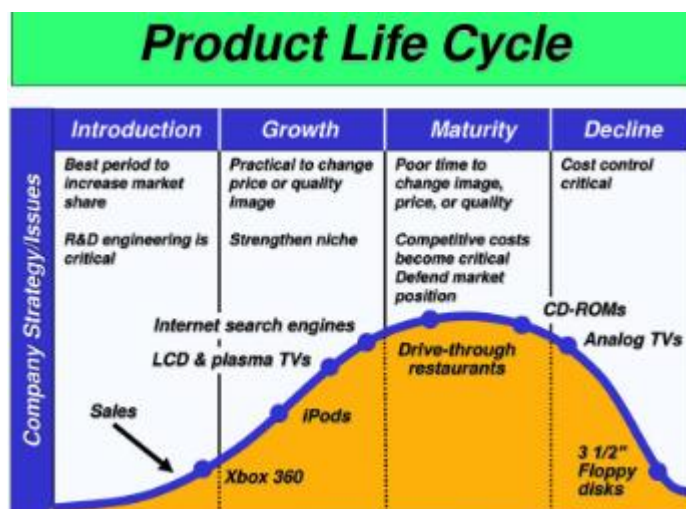 Product Life Cycle
Introduction
Growth
Maturity
Decline
Company Strategy/Issues
Best period to
increase market
share
R&D engineering is
critical
Practical to change
price or quality
image
Strengthen niche
Poor time to
change image,
price, or quality
Competitive costs
become critical
Defend market
position
Cost control
critical
Internet search engines
LCD & plasma TVs
Sales
iPods
Xbox 360
Drive-through
restaurants
CD-ROMs
Analog TVs
3 1/2"
Floppy
disks